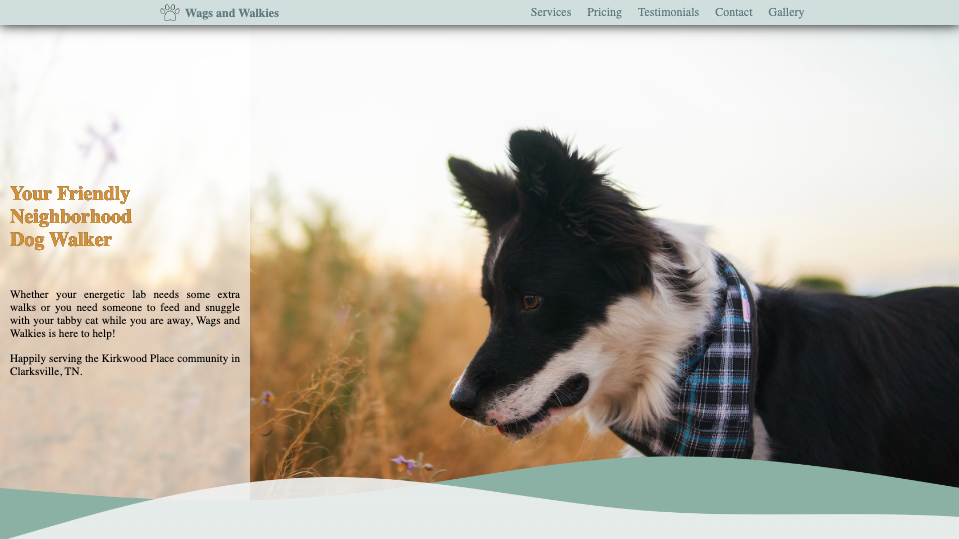 Wags and Walkies
Services Pricing Testimonials Contact Gallery
Your Friendly
Neighborhood
Dog Walker
Whether your energetic lab needs some extra
walks or you need someone to feed and snuggle
with your tabby cat while you are away, Wags and
Walkies is here to help!
Happily serving the Kirkwood Place community in
Clarksville, TN.